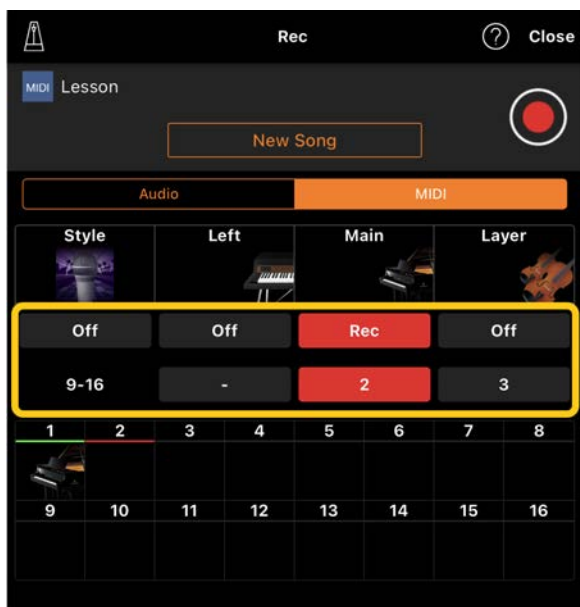 Rec ? Close
MIDI Lesson
New Song
Audio MIDI
Style Left Main Layer
Off Off Rec Off
9-16 - 2 3
1 2 3 4 5 6 7 8
9 10 11 12 13 14 15 16